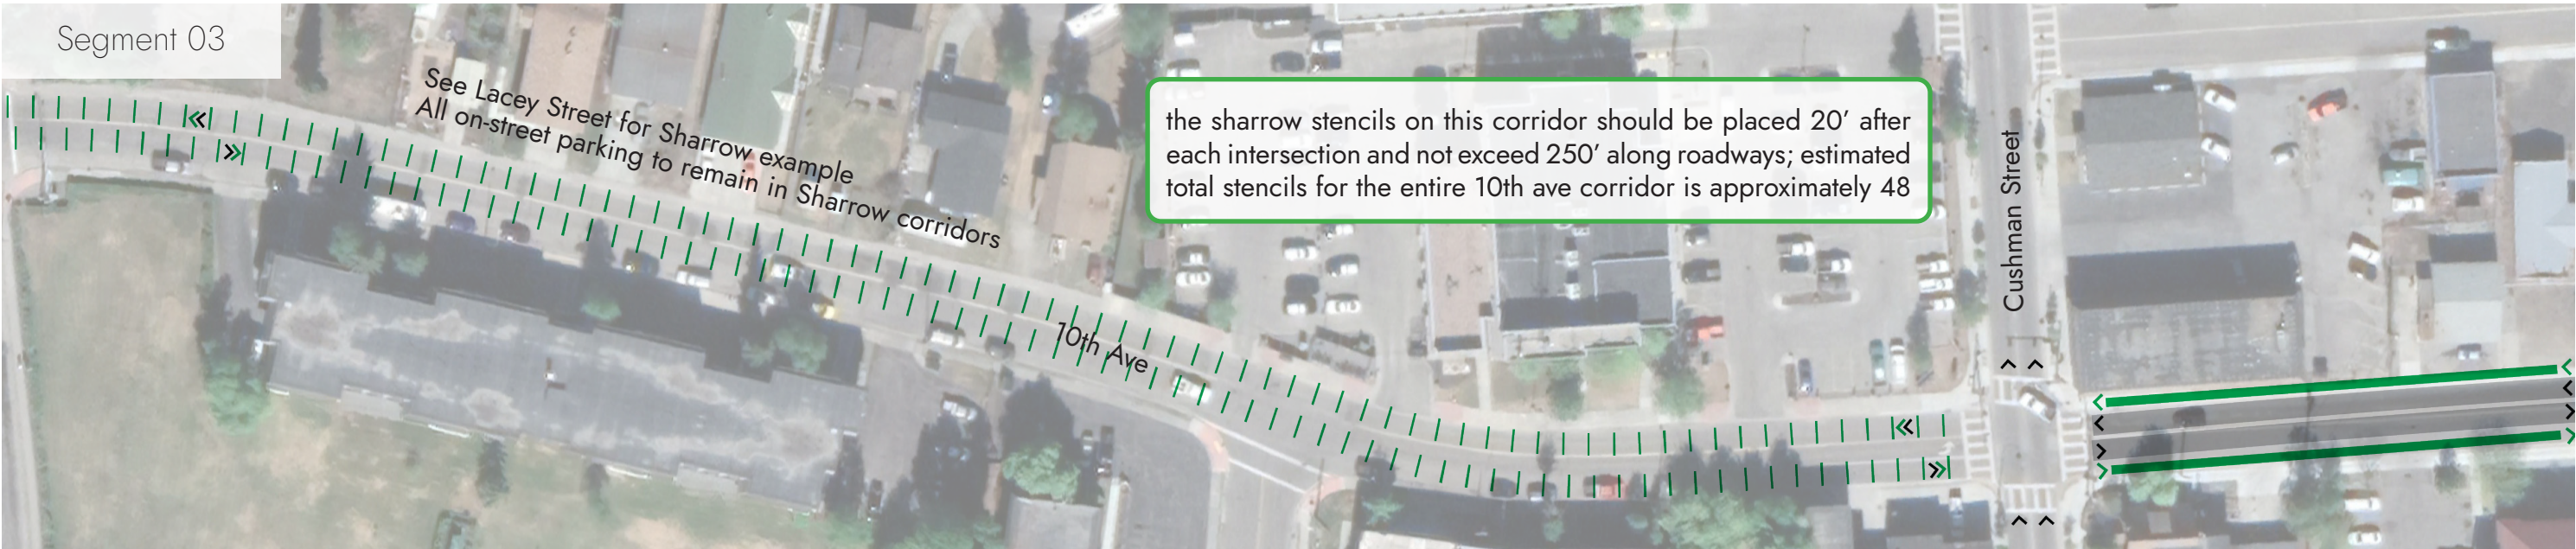 Segment 03
See Lacey Street for Sharrow example
All on-street parking to remain in Sharrow corridors
the sharrow stencils on this corridor should be placed 20’ after
each intersection and not exceed 250’ along roadways; estimated
total stencils for the entire 10th ave corridor is approximately 48
10th Ave
Cushman Street